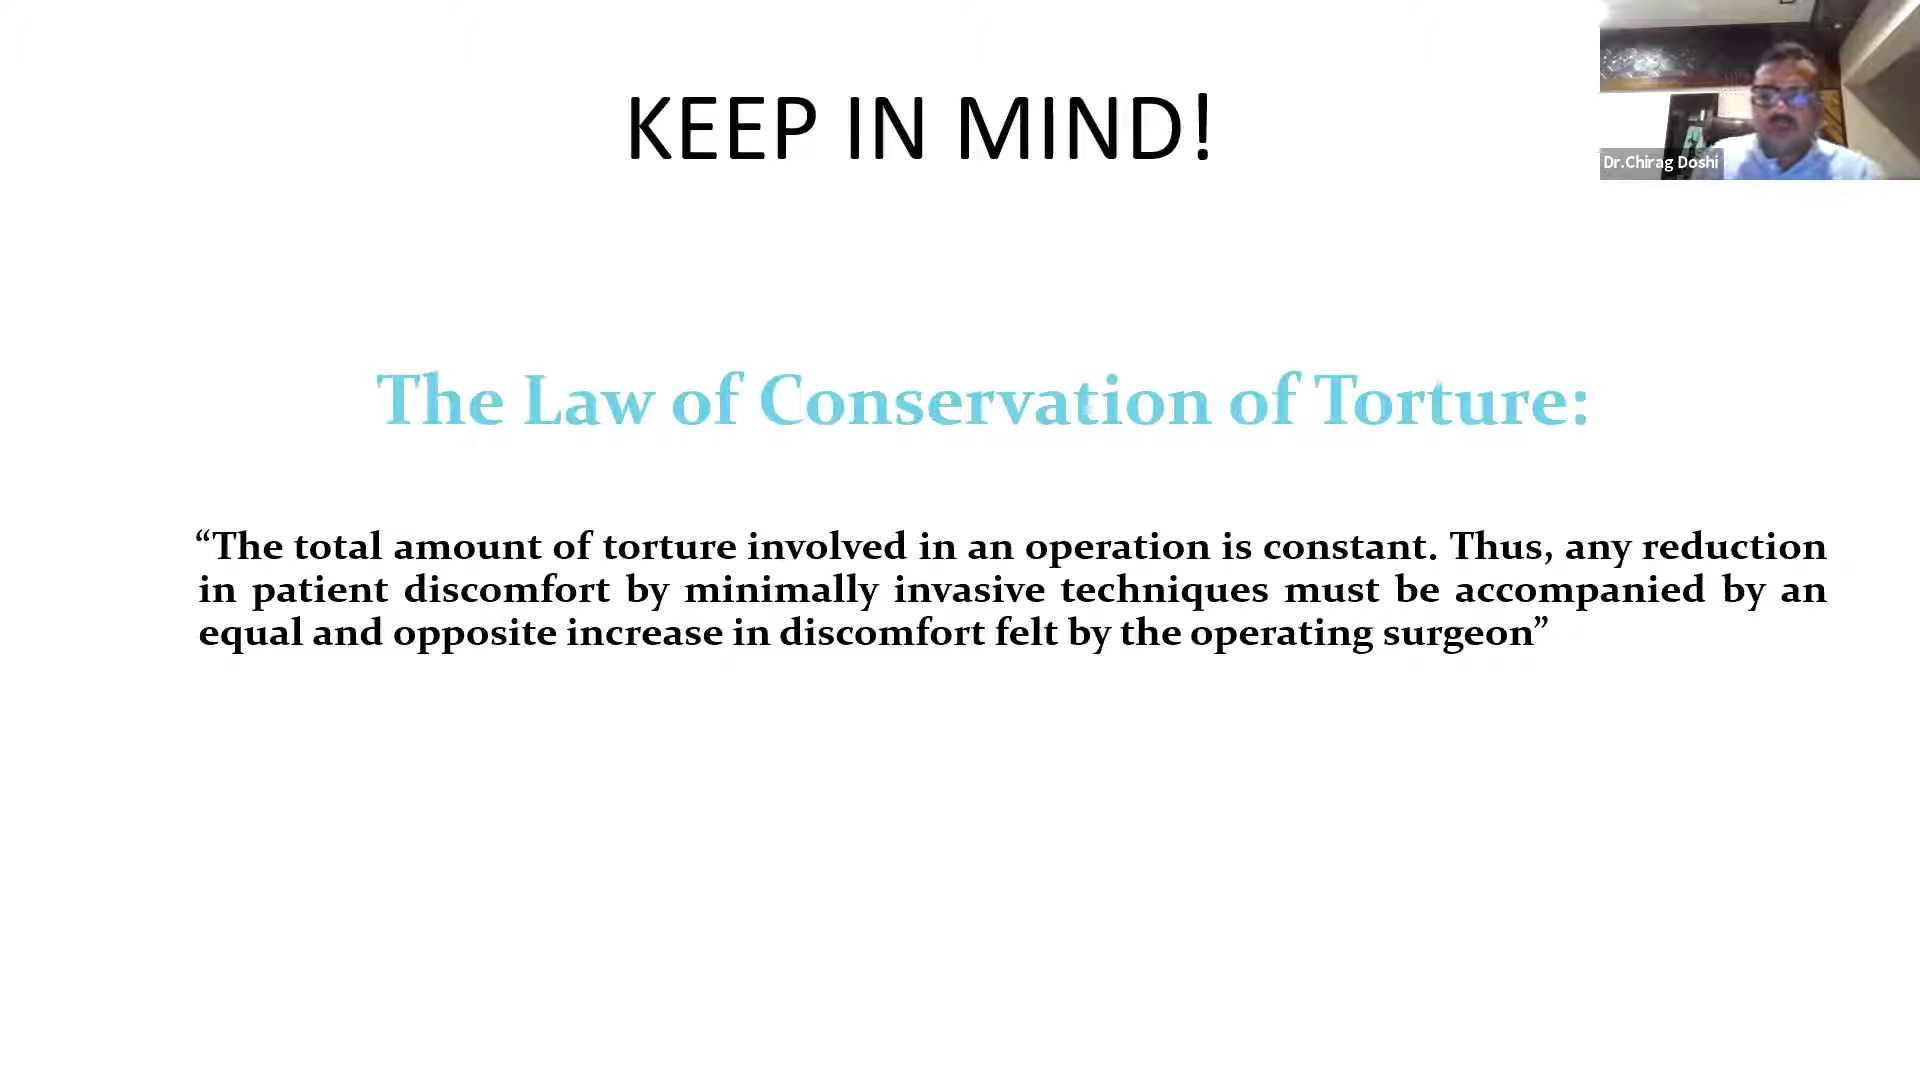 KEEP IN MIND!
Dr.Chirag Doshi
The Law of Conservation of Torture:
“The total amount of torture involved in an operation is constant. Thus, any reduction
in patient discomfort by minimally invasive techniques must be accompanied by an
equal and opposite increase in discomfort felt by the operating surgeon”